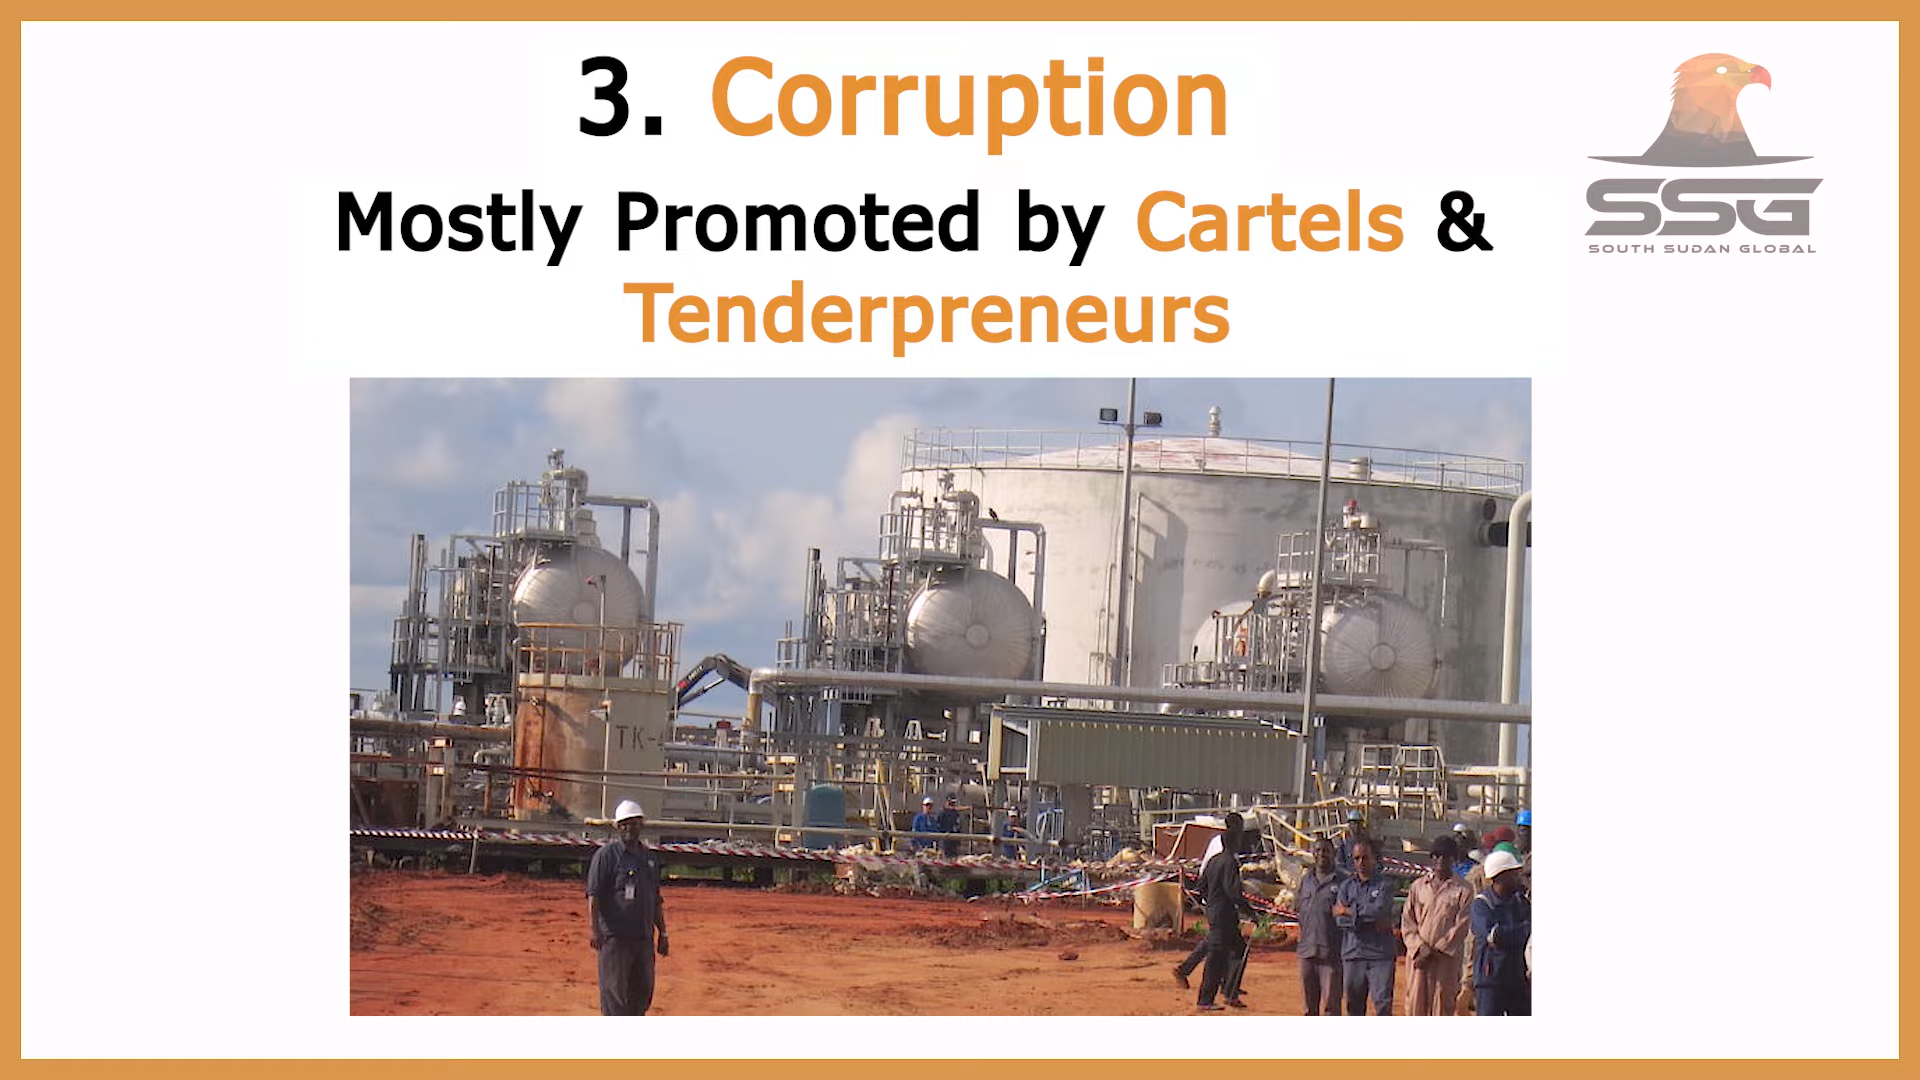 3. Corruption
Mostly Promoted by Cartels &
Tenderpreneurs
SSG
SOUTH SUDAN GLOBAL
TK-